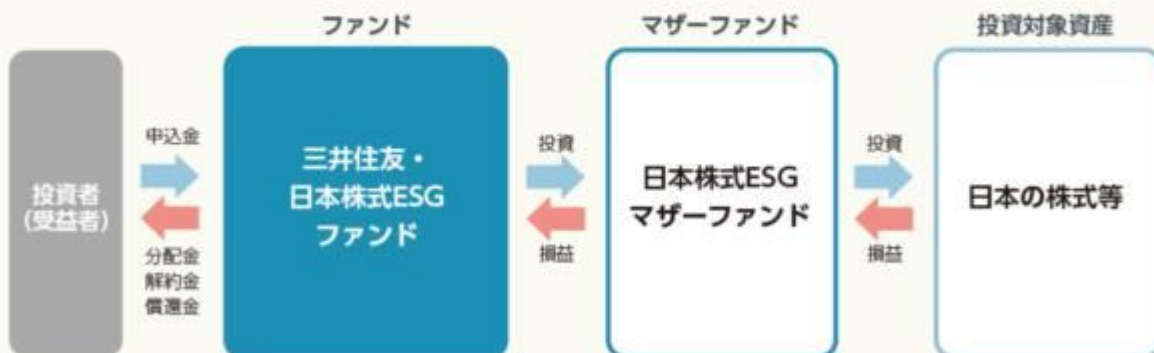 ファンド
マザーファンド
投資対象資産
投資者
(受益者)
申込金
分配金
解約金
償還金
三井住友・
日本株式ESG
ファンド
投資
損益
日本株式ESG
マザーファンド
投資
損益
日本の株式等